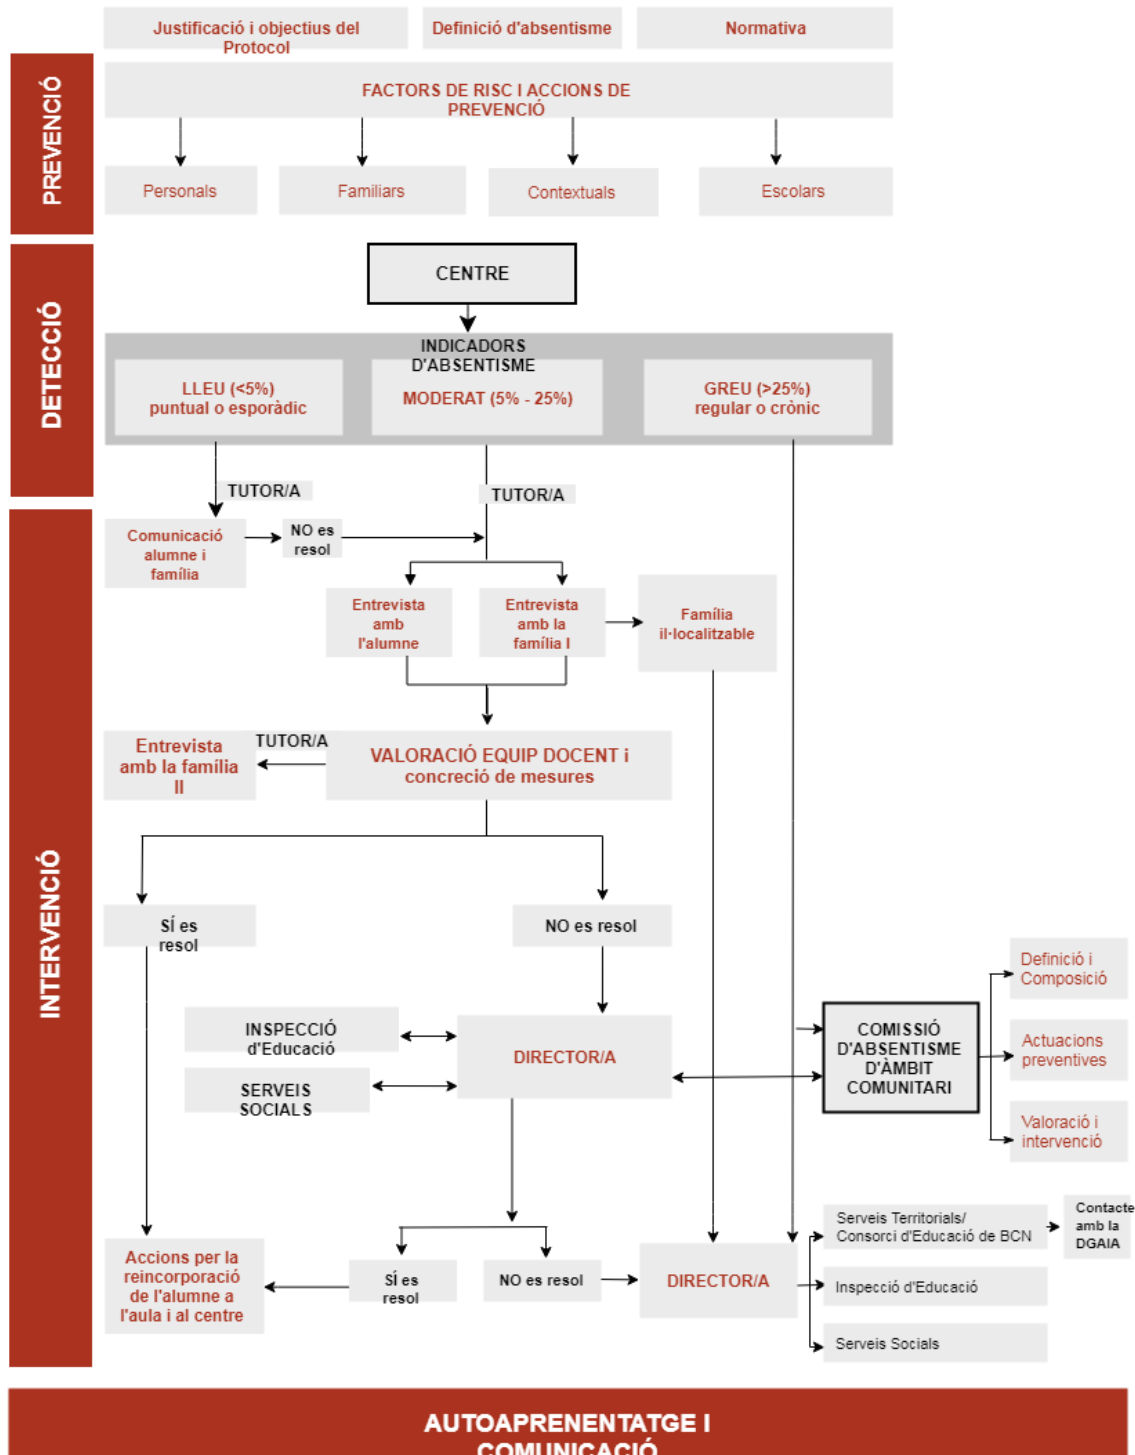 Justificació i objectius del
Protocol
Definició d'absentisme
Normativa
PREVENCIÓ
FACTORS DE RISC I ACCIONS DE
PREVENCIÓ
Personals
Familiars
Contextuals
Escolars
DETECCIÓ
CENTRE
INDICADORS
D'ABSENTISME
LLEU (<5%)
puntual o esporàdic
MODERAT (5% - 25%)
GREU (>25%)
regular o crònic
TUTOR/A
TUTOR/A
INTERVENCIÓ
Comunicació
alumne i
família
NO es
resol
Entrevista
amb
l'alumne
Entrevista
amb la
família I
Família
il·localitzable
Entrevista
amb la família
II
TUTOR/A
VALORACIÓ EQUIP DOCENT i
concreció de mesures
SÍ es
resol
NO es resol
INSPECCIÓ
d'Educació
SERVEIS
SOCIALS
DIRECTOR/A
COMISSIÓ
D'ABSENTISME
D'ÀMBIT
COMUNITARI
Definició i
Composició
Actuacions
preventives
Valoració i
intervenció
Accions per la
reincorporació
de l'alumne a
l'aula i al centre
SÍ es
resol
NO es resol
DIRECTOR/A
Serveis Territorials/
Consorci d'Educació de BCN
Contacte
amb la
DGAIA
Inspecció d'Educació
Serveis Socials
AUTOAPRENENTATGE I
COMUNICACIÓ